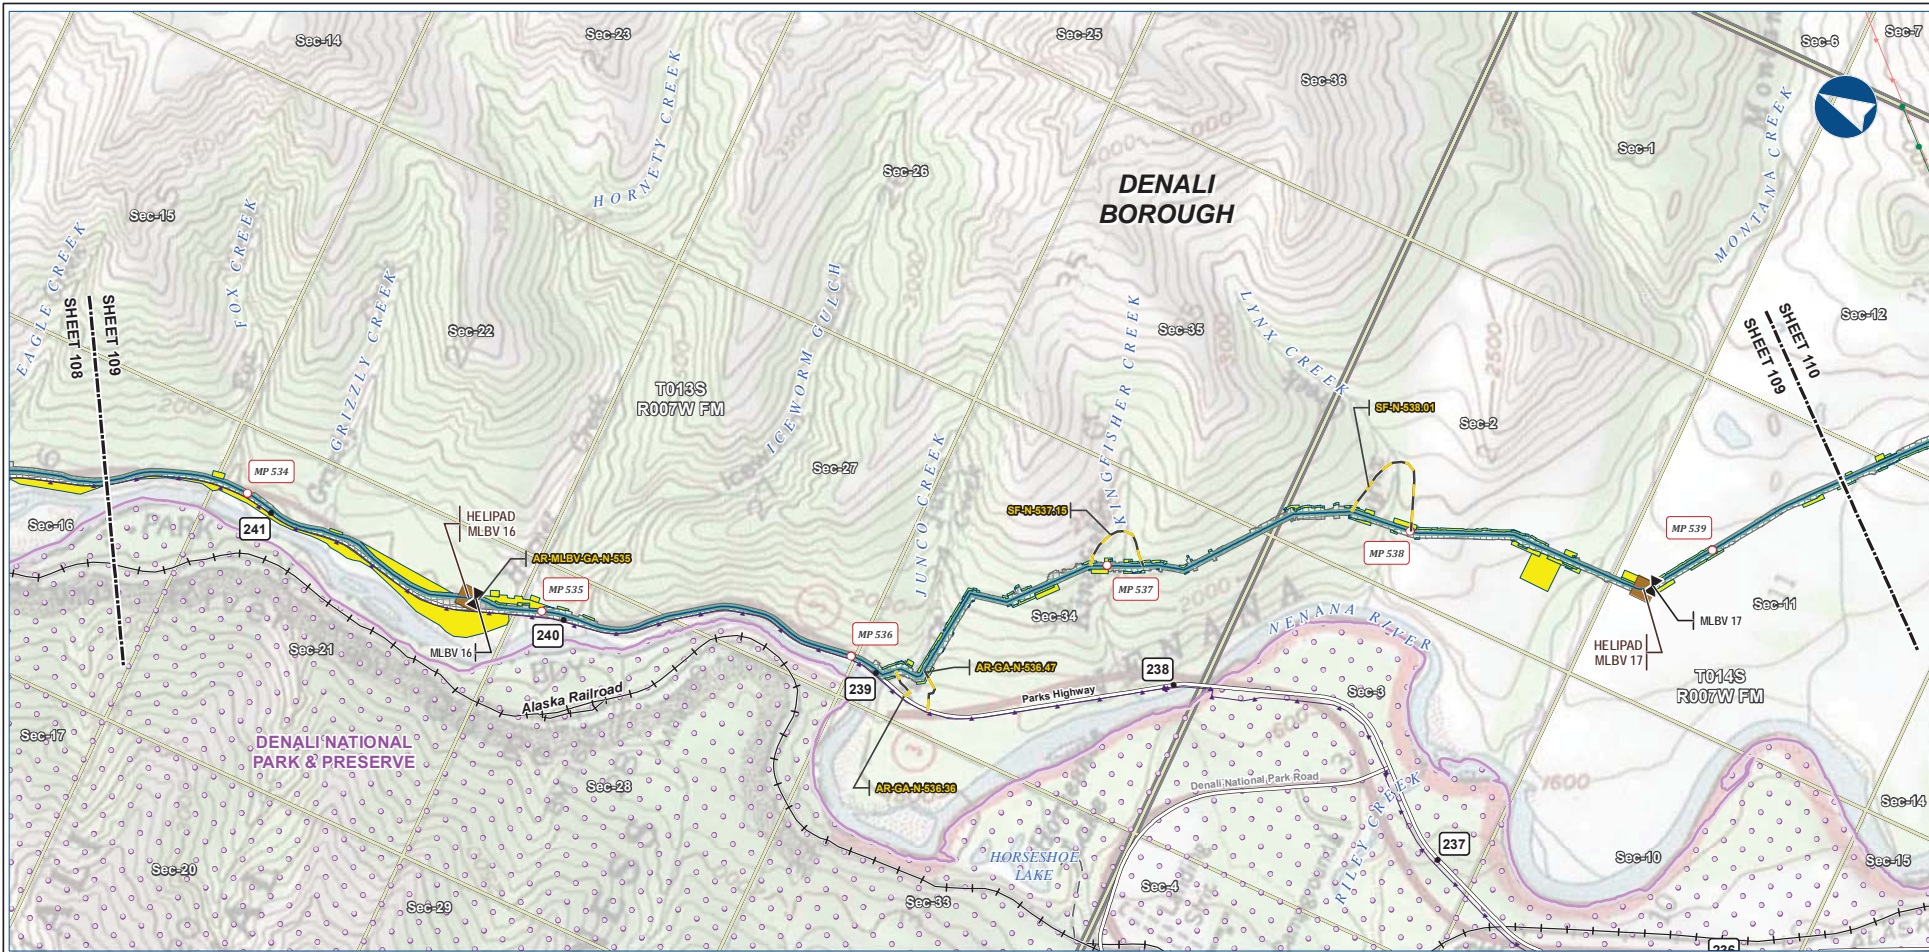 Sec-14
Sec-23
Sec-25
Sec-36
Sec-6
Sec-7
HORNETY CREEK
Sec-26
Sec-1
MONTANA CREEK
DENALI
BOROUGH
Sec-15
EAGLE CREEK
FOX CREEK
GRIZZLY CREEK
Sec-22
ICEWORM GULCH
KINGFISHER CREEK
Sec-35
LYNX CREEK
Sec-12
SHEET 108
SHEET 109
SHEET 109
SHEET 110
T013S
R007W FM
SF-N-538.01
Sec-2
2500
2000
Sec-27
JUNCO CREEK
MP 534
Sec-16
241
HELIPAD
MLBV 16
AR-MLBV-GA-N-535
SF-N-537.15
MP 535
MP 536
MP 537
MP 538
MP 539
240
MLBV 16
Sec-34
Sec-11
NENANA RIVER
MLBV 17
HELIPAD
MLBV 17
Sec-21
Alaska Railroad
239
AR-GA-N-536.47
238
Parks Highway
Sec-3
T014S
R007W FM
Sec-17
DENALI NATIONAL
PARK & PRESERVE
Sec-28
AR-GA-N-536.36
Denali National Park Road
1600
1600
Sec-14
RILEY CREEK
237
Sec-10
Sec-15
HORSESHOE
LAKE
Sec-20
Sec-29
Sec-33
Sec-4
236